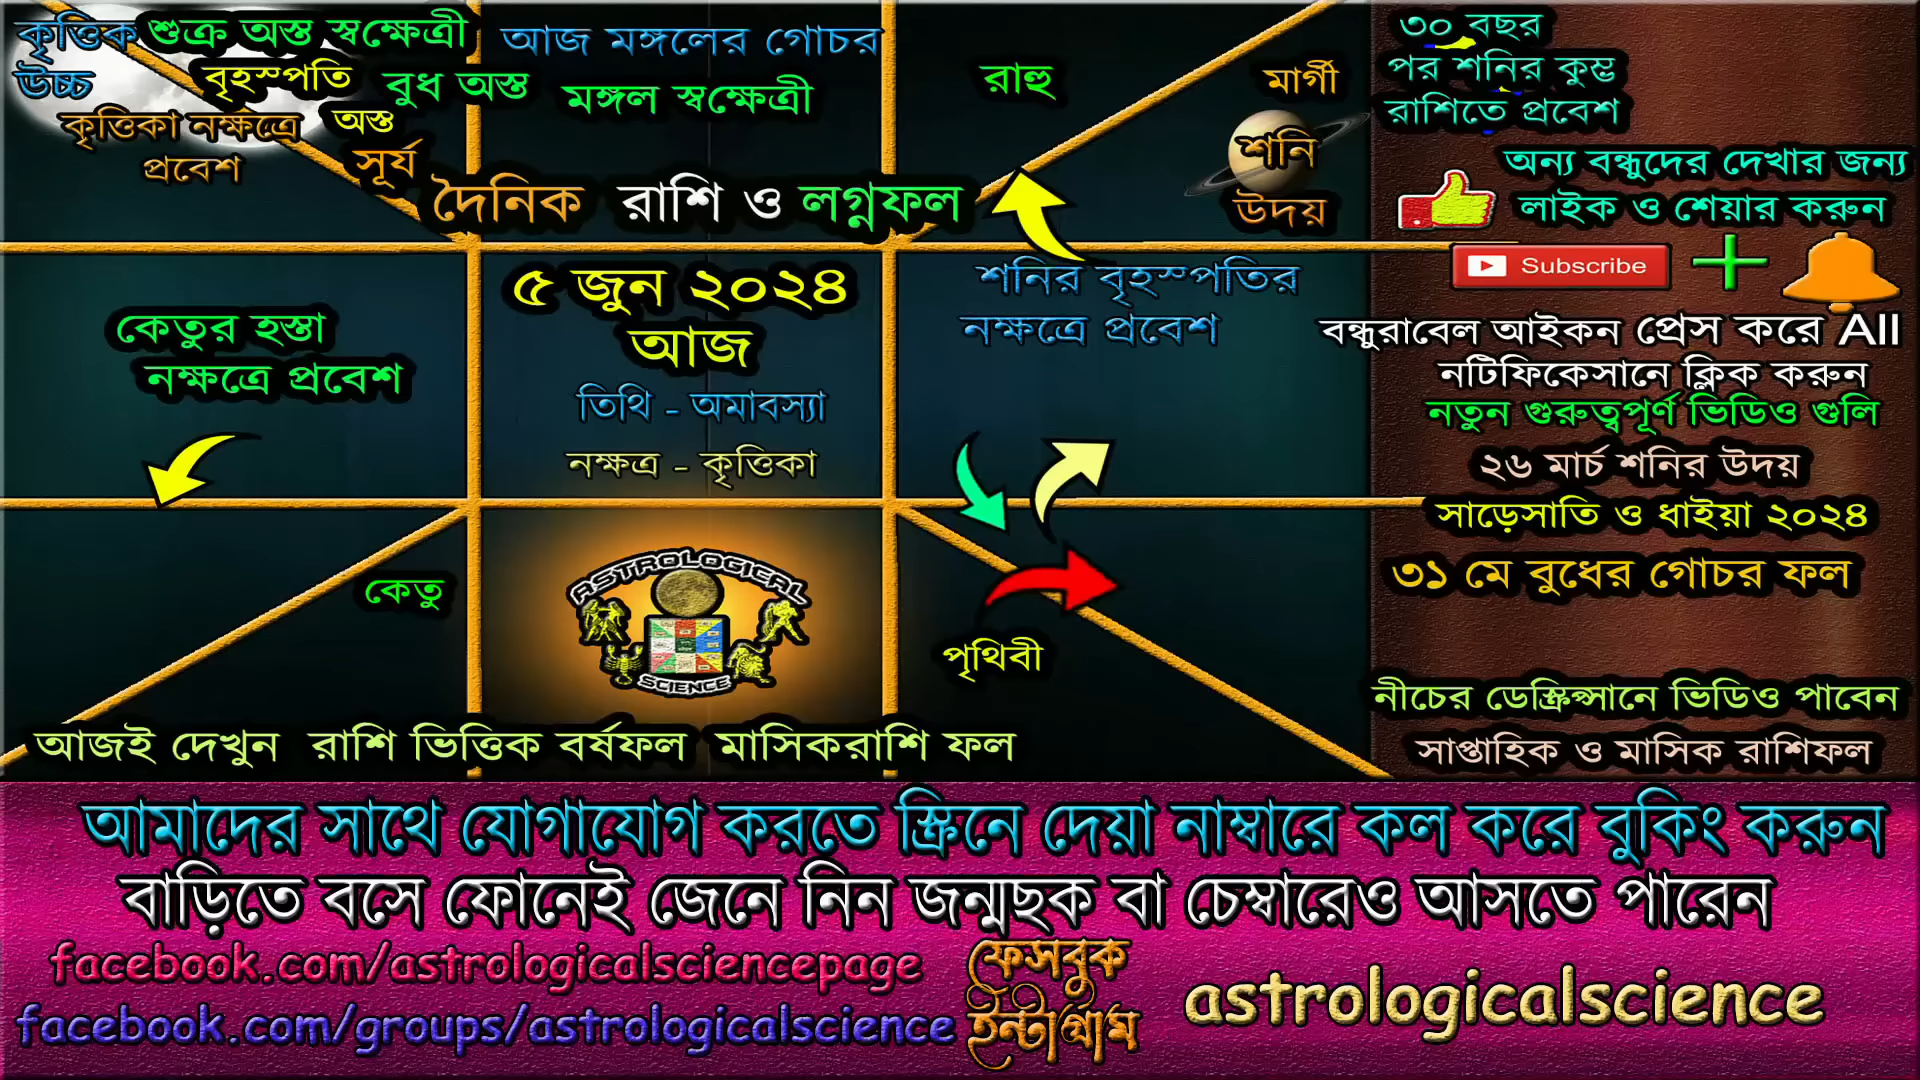 কৃত্তিক শুক্র অস্ত স্বক্ষেত্রী
উচ্চ
বৃহস্পতি
বুধ অস্ত
কৃত্তিকা নক্ষত্রে
প্রবেশ
অস্ত
সূর্য
আজ মঙ্গলের গোচর
মঙ্গল স্বক্ষেত্রী
রাহু
মার্গী
শনি
উদয়
দৈনিক রাশি ও লগ্নফল
৫ জুন ২০২৪
আজ
তিথি - অমাবস্যা
নক্ষত্র - কৃত্তিকা
কেতুর হস্তা
নক্ষত্রে প্রবেশ
শনির বৃহস্পতির
নক্ষত্রে প্রবেশ
কেতু
ASTROLOGICAL
SCIENCE
পৃথিবী
আজই দেখুন রাশি ভিত্তিক বর্ষফল মাসিকরাশি ফল
৩০ বছর
পর শনির কুম্ভ
রাশিতে প্রবেশ
অন্য বন্ধুদের দেখার জন্য
লাইক ও শেয়ার করুন
Subscribe
বন্ধুরাবেল আইকন প্রেস করে All
নটিফিকেসানে ক্লিক করুন
নতুন গুরুত্বপূর্ণ ভিডিও গুলি
২৬ মার্চ শনির উদয়
সাড়েসাতি ও ধাইয়া ২০২৪
৩১ মে বুধের গোচর ফল
নীচের ডেস্ক্রিপ্সানে ভিডিও পাবেন
সাপ্তাহিক ও মাসিক রাশিফল
আমাদের সাথে যোগাযোগ করতে স্ক্রিনে দেয়া নাম্বারে কল করে বুকিং করুন
বাড়িতে বসে ফোনেই জেনে নিন জন্মছক বা চেম্বারেও আসতে পারেন
facebook.com/astrologicalsciencepage
facebook.com/groups/astrologicalscience
ফেসবুক
ইন্টাগ্রাম
astrologicalscience